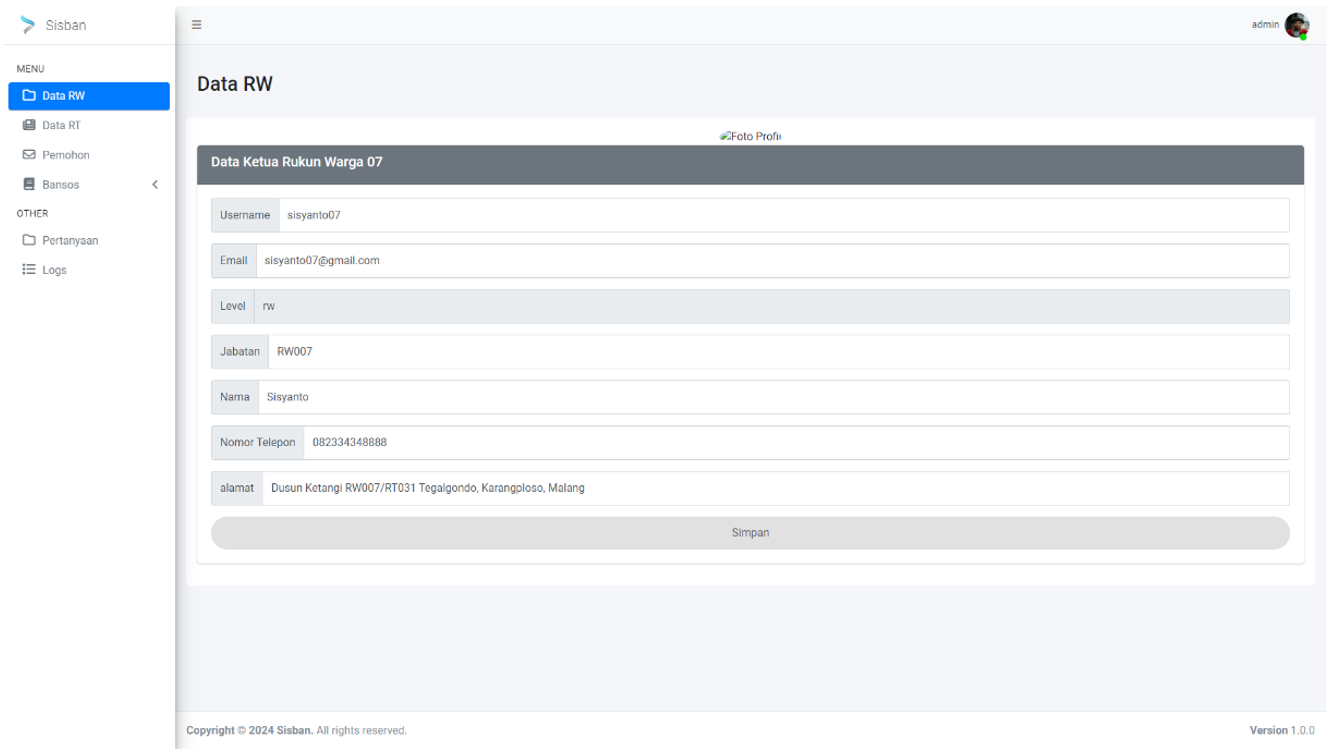 Sisban
admin
MENU
Data RW
Data RT
Pemohon
Bansos
OTHER
Pertanyaan
Logs
Data RW
Foto Profi
Data Ketua Rukun Warga 07
Username sisyanto07
Email sisyanto07@gmail.com
Level rw
Jabatan RW007
Nama Sisyanto
Nomor Telepon 082334348888
alamat Dusun Ketangi RW007/RT031 Tegalgondo, Karangploso, Malang
Simpan
Copyright © 2024 Sisban. All rights reserved.
Version 1.0.0